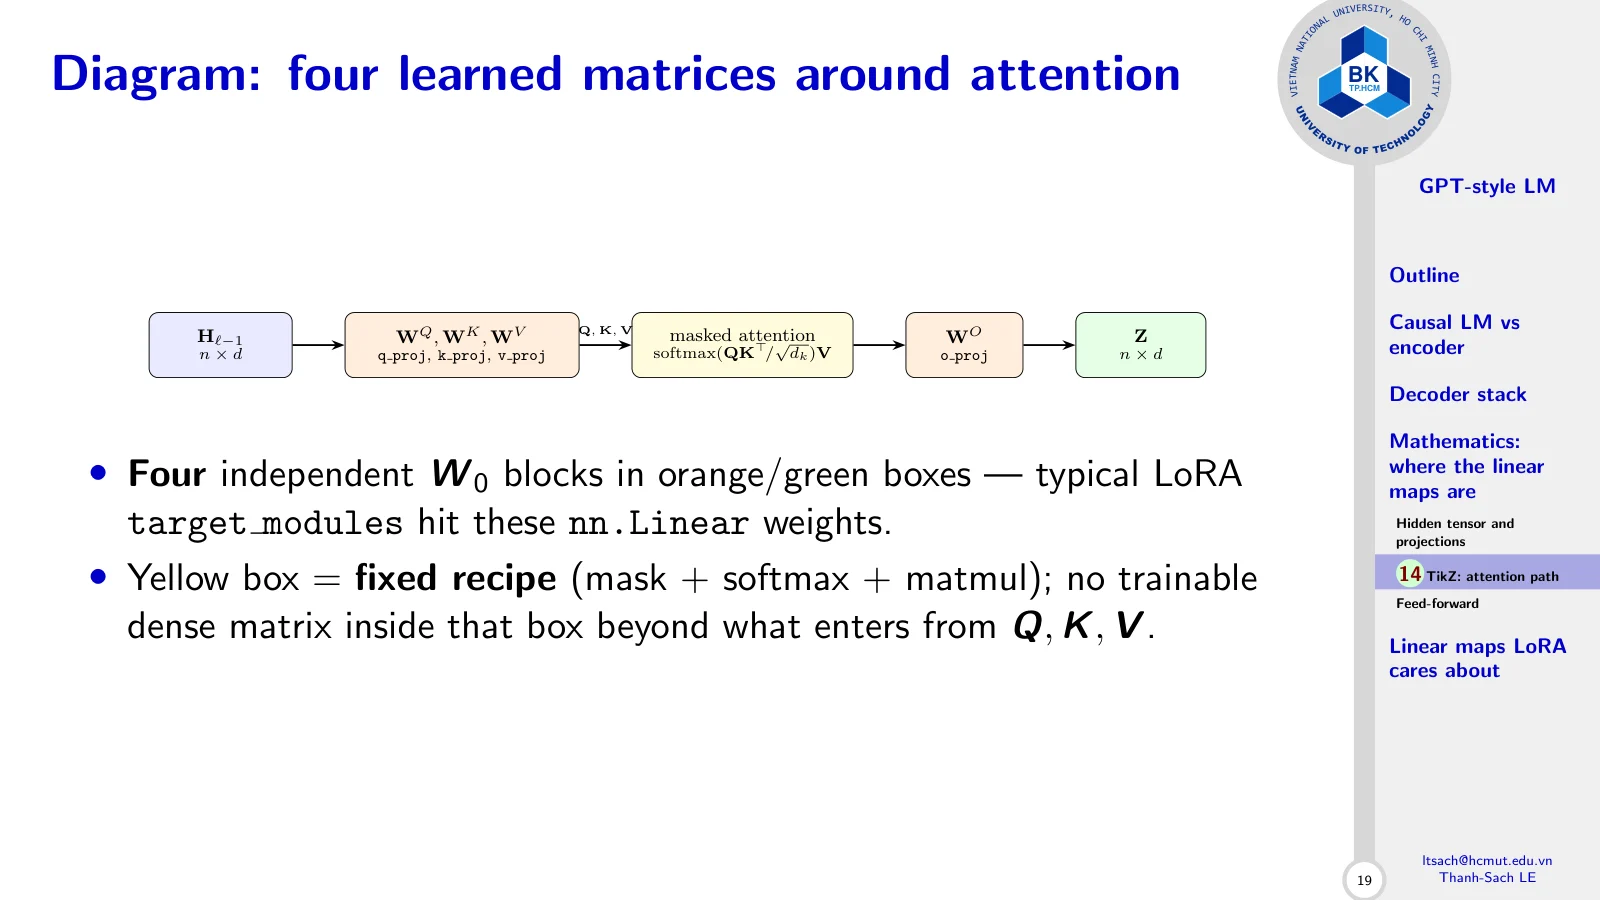 Diagram: four learned matrices around attention
H_{ℓ−1}
n × d
W^Q, W^K, W^V
q_proj, k_proj, v_proj
Q, K, V
masked attention
softmax(QK^⊤/√d_k)V
W^O
o_proj
Z
n × d
• Four independent W_0 blocks in orange/green boxes — typical LoRA
target_modules hit these nn.Linear weights.
• Yellow box = fixed recipe (mask + softmax + matmul); no trainable
dense matrix inside that box beyond what enters from Q, K, V.
VIETNAM NATIONAL UNIVERSITY, HO CHI MINH CITY
BK
TP.HCM
UNIVERSITY OF TECHNOLOGY
GPT-style LM
Outline
Causal LM vs
encoder
Decoder stack
Mathematics:
where the linear
maps are
Hidden tensor and
projections
14 TikZ: attention path
Feed-forward
Linear maps LoRA
cares about
ltsach@hcmut.edu.vn
Thanh-Sach LE
19